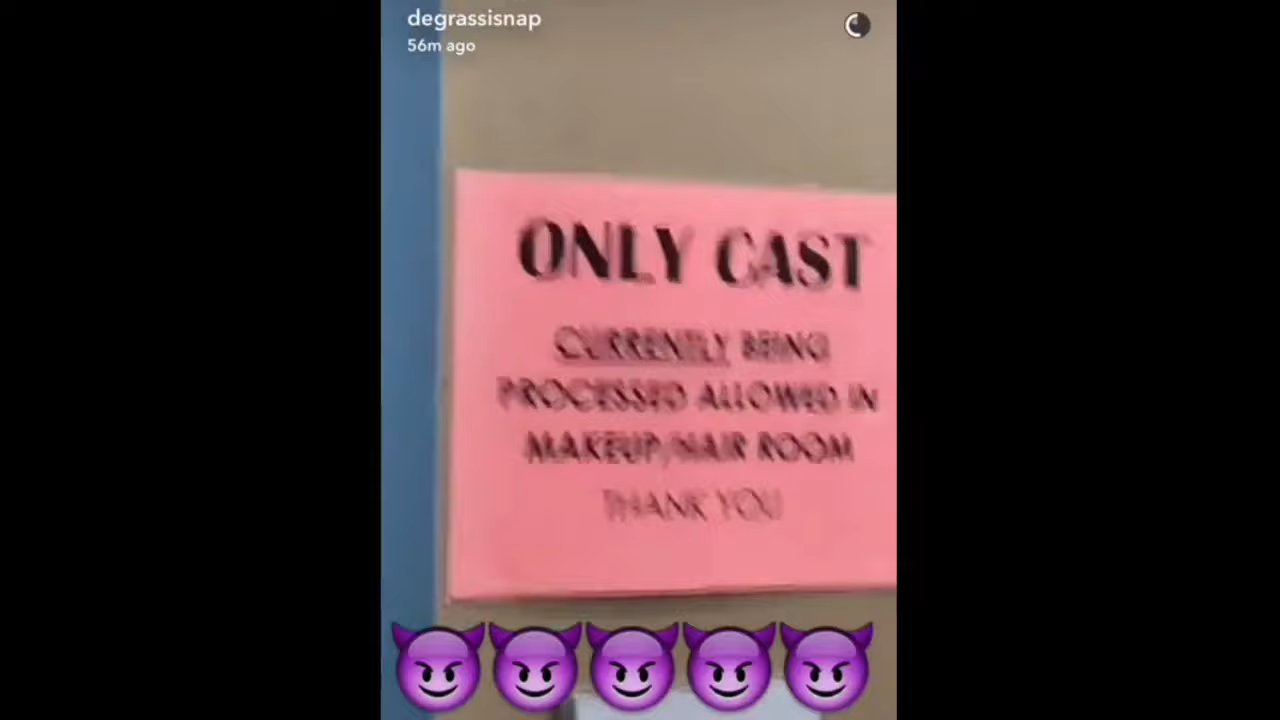 degrassisnap
56m ago
ONLY CAST
CURRENTLY BEING
PROCESSED ALLOWED IN
MAKEUP/HAIR ROOM
THANK YOU